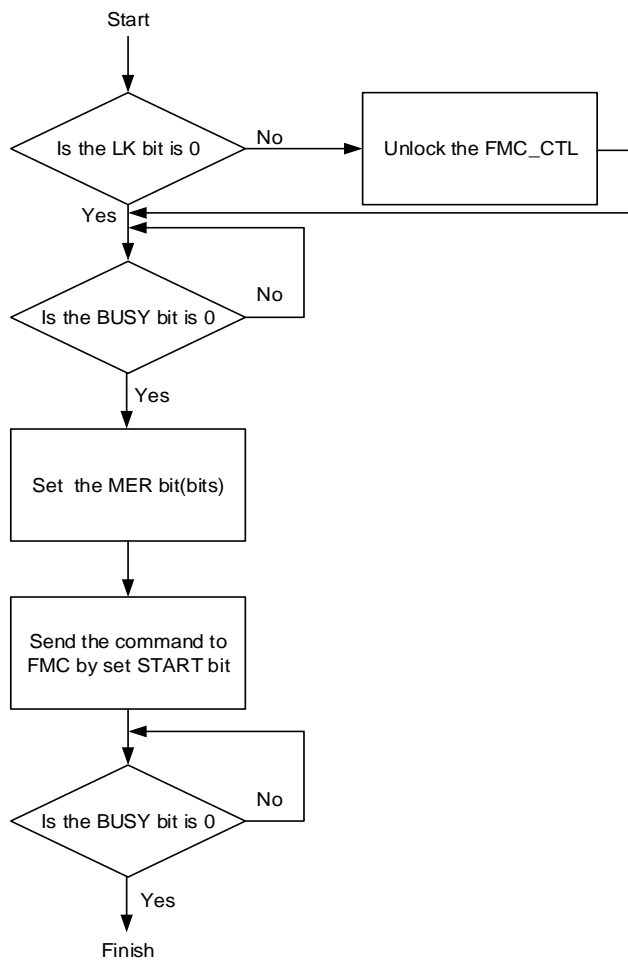 Start
Is the LK bit is 0
No
Unlock the FMC_CTL
Yes
Is the BUSY bit is 0
No
Yes
Set the MER bit(bits)
Send the command to
FMC by set START bit
Is the BUSY bit is 0
No
Yes
Finish